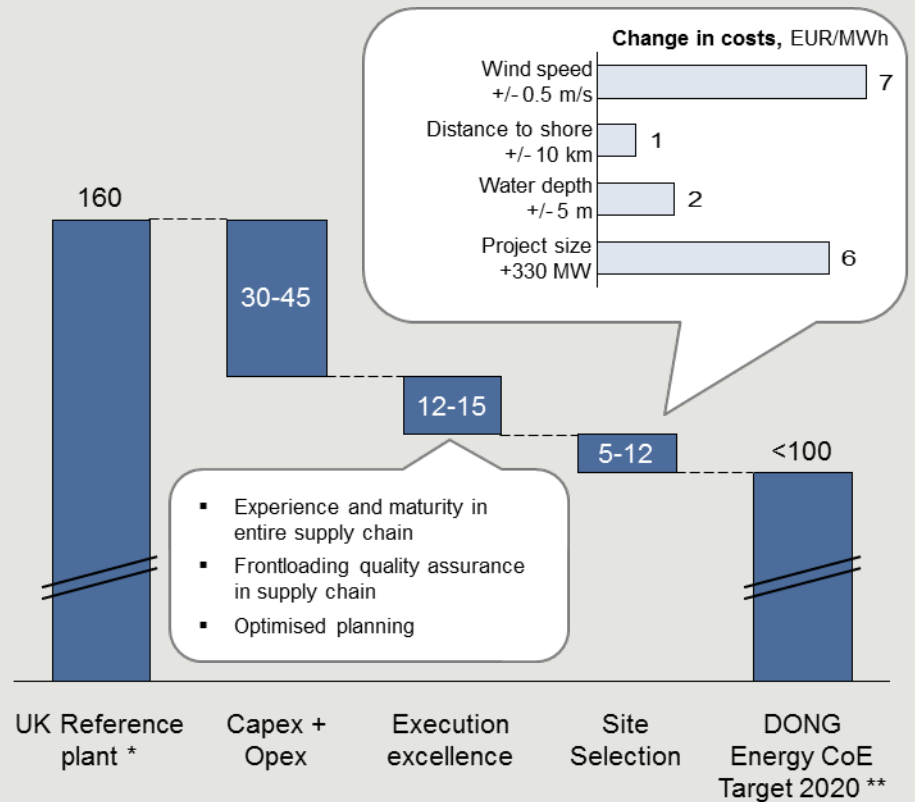 Change in costs, EUR/MWh
Wind speed
+/- 0.5 m/s
7
Distance to shore
+/- 10 km
1
Water depth
+/- 5 m
2
Project size
+330 MW
6
160
30-45
12-15
5-12
<100
▪ Experience and maturity in
entire supply chain
▪ Frontloading quality assurance
in supply chain
▪ Optimised planning
UK Reference
plant *
Capex +
Opex
Execution
excellence
Site
Selection
DONG
Energy CoE
Target 2020 **